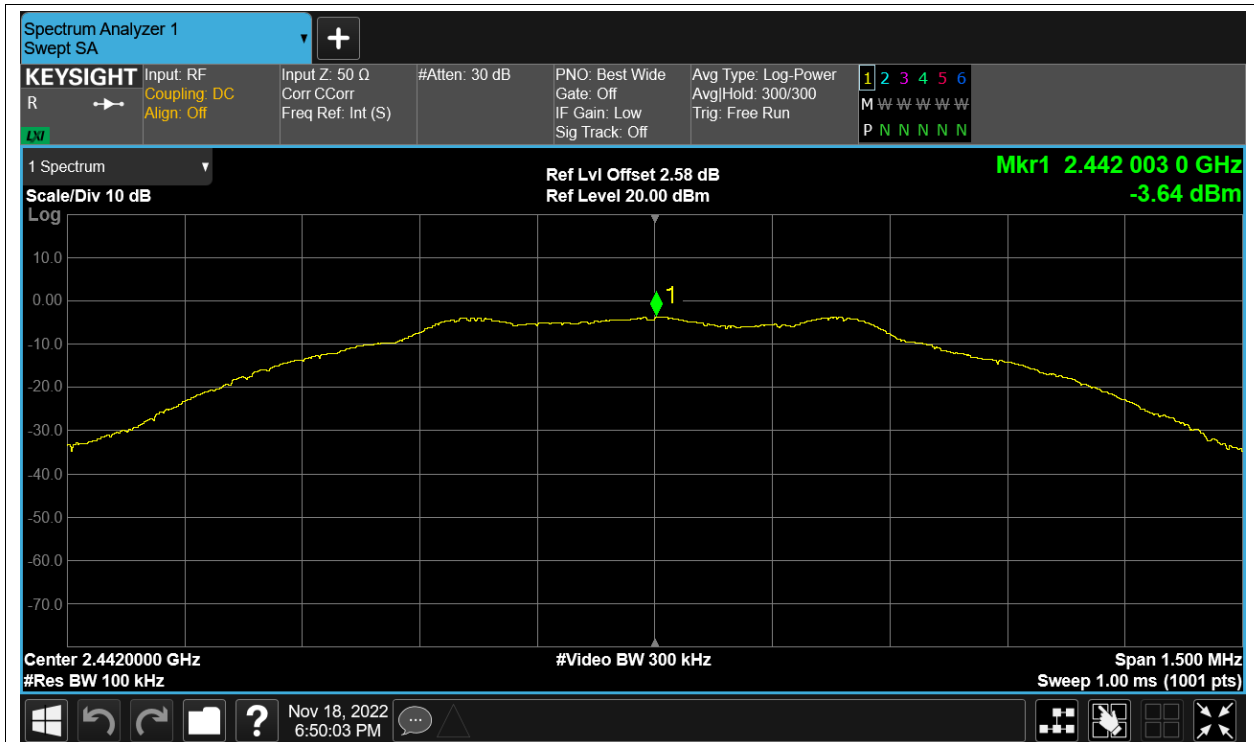 Spectrum Analyzer 1
Swept SA
+
KEYSIGHT
R
LXI
Input: RF
Coupling: DC
Align: Off
Input Z: 50 Ω
Corr CCorr
Freq Ref: Int (S)
#Atten: 30 dB
PNO: Best Wide
Gate: Off
IF Gain: Low
Sig Track: Off
Avg Type: Log-Power
Avg|Hold: 300/300
Trig: Free Run
1 2 3 4 5 6
M W W W W W
P N N N N N
1 Spectrum
Scale/Div 10 dB
Log
Ref Lvl Offset 2.58 dB
Ref Level 20.00 dBm
Mkr1 2.442 003 0 GHz
-3.64 dBm
10.0
0.00
-10.0
-20.0
-30.0
-40.0
-50.0
-60.0
-70.0
1
Center 2.4420000 GHz
#Res BW 100 kHz
#Video BW 300 kHz
Span 1.500 MHz
Sweep 1.00 ms (1001 pts)
?
Nov 18, 2022
6:50:03 PM